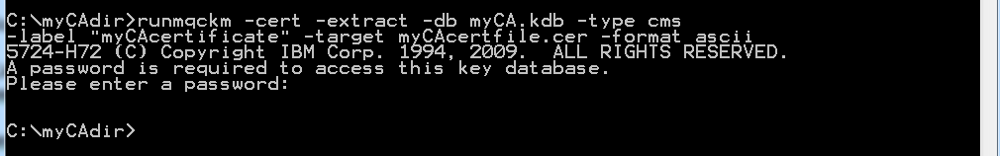 C:\myCAdir>runmqckm -cert -extract -db myCA.kdb -type cms
-label "myCAcertificate" -target myCAcertfile.cer -format ascii
5724-H72 (C) Copyright IBM Corp. 1994, 2009.  ALL RIGHTS RESERVED.
A password is required to access this key database.
Please enter a password:
C:\myCAdir>